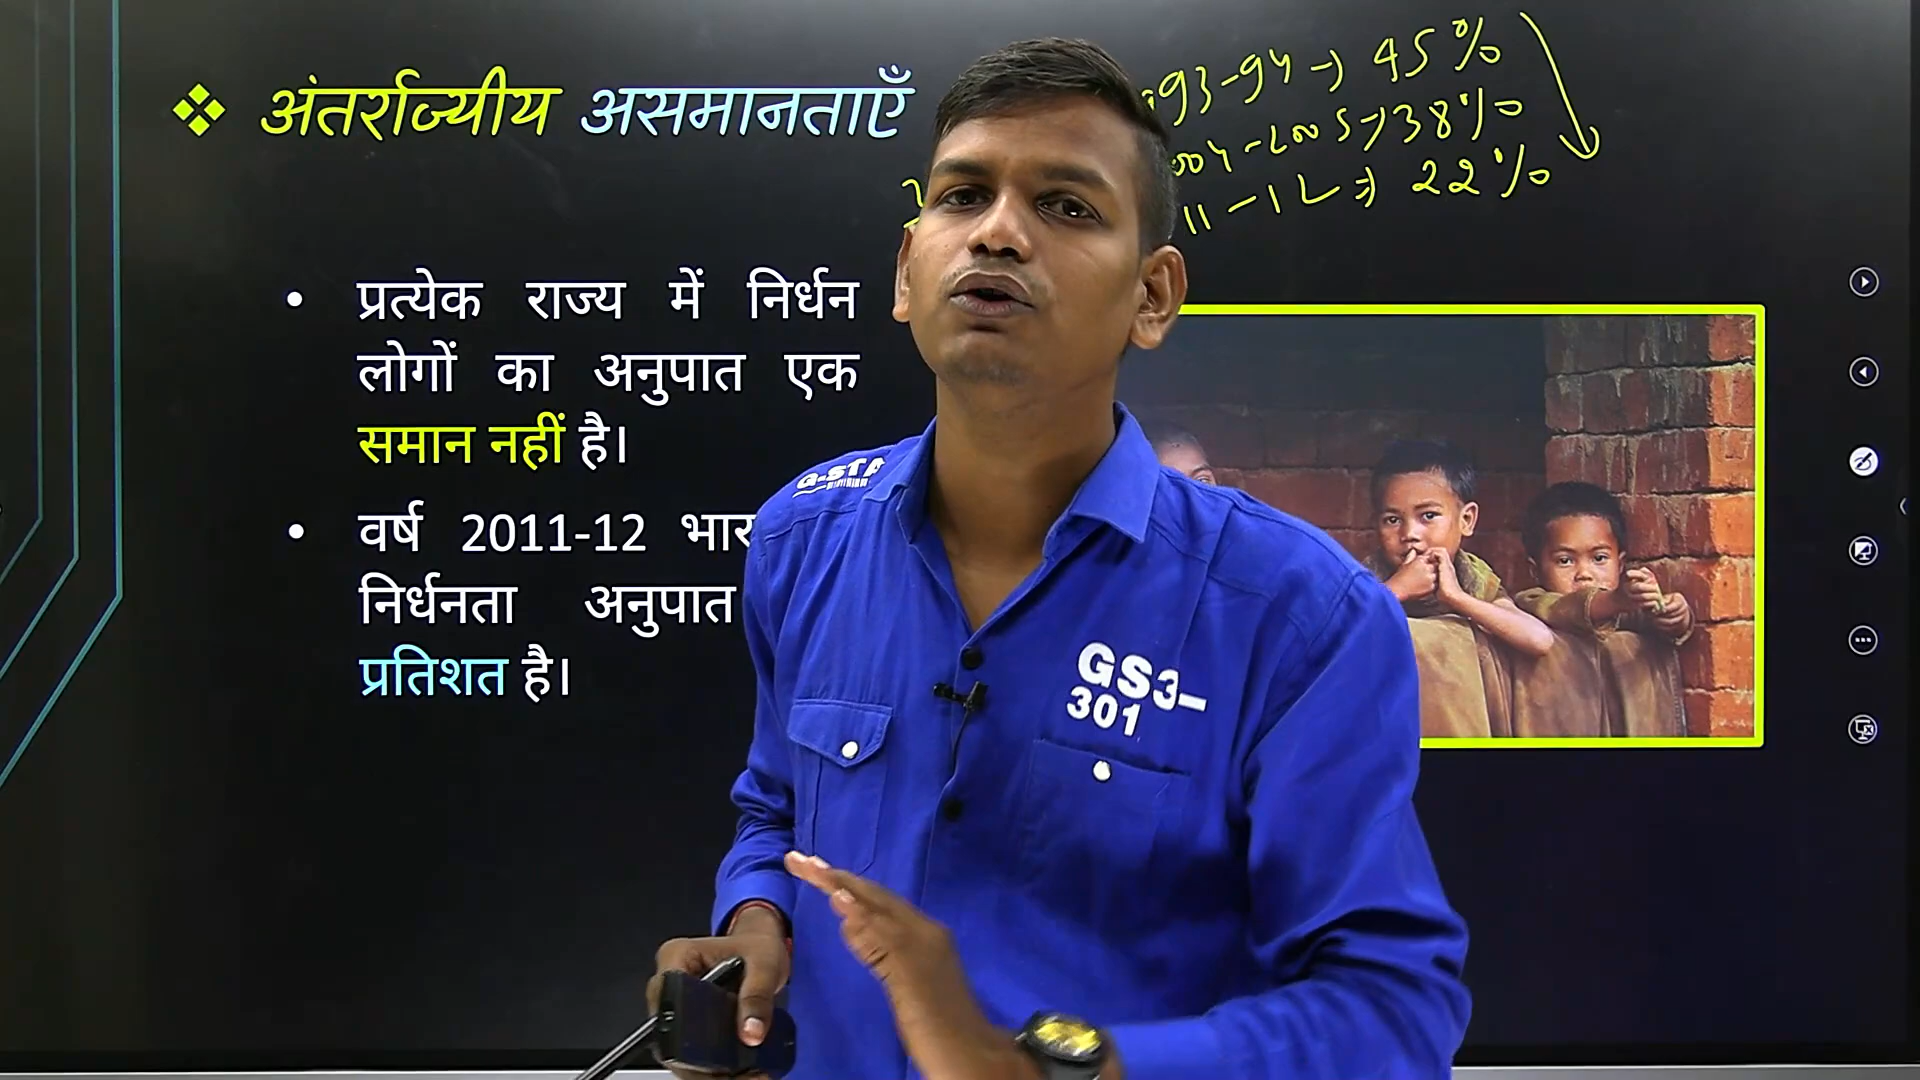 ❖ अंतर्राज्यीय असमानताएँ
93-94 → 45%
004-2005 → 38%
11-12 ⇒ 22%
• प्रत्येक राज्य में निर्धन
लोगों का अनुपात एक
समान नहीं है।
• वर्ष 2011-12
निर्धनता अनुपात
प्रतिशत है।
G-STA
GS3-
301